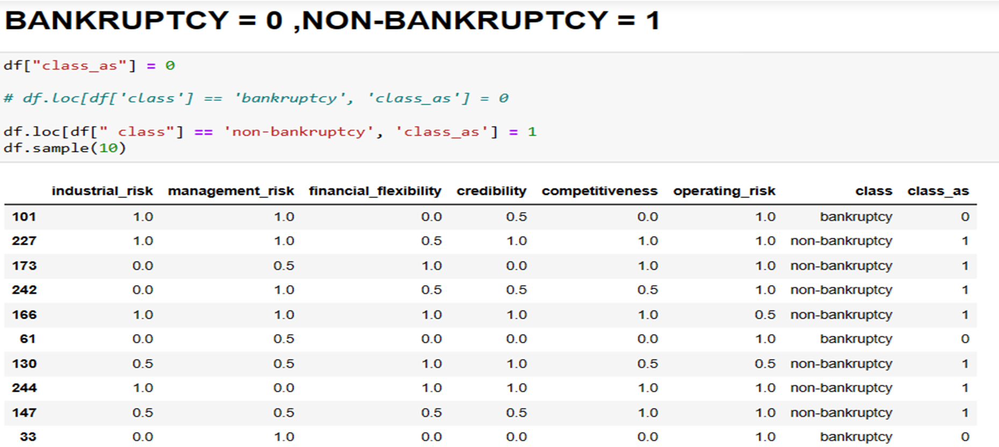 BANKRUPTCY = 0 ,NON-BANKRUPTCY = 1
df["class_as"] = 0
# df.loc[df['class'] == 'bankruptcy', 'class_as'] = 0
df.loc[df[" class"] == 'non-bankruptcy', 'class_as'] = 1
df.sample(10)
industrial_risk management_risk financial_flexibility credibility competitiveness operating_risk class class_as
101 1.0 1.0 0.0 0.5 0.0 1.0 bankruptcy 0
227 1.0 1.0 0.5 1.0 1.0 1.0 non-bankruptcy 1
173 0.0 0.5 1.0 0.0 1.0 1.0 non-bankruptcy 1
242 0.0 1.0 0.5 0.5 0.5 1.0 non-bankruptcy 1
166 1.0 1.0 1.0 1.0 1.0 0.5 non-bankruptcy 1
61 0.0 0.5 0.0 0.0 0.0 1.0 bankruptcy 0
130 0.5 0.5 1.0 1.0 0.5 0.5 non-bankruptcy 1
244 1.0 0.0 1.0 1.0 1.0 1.0 non-bankruptcy 1
147 0.5 0.5 0.5 0.5 1.0 1.0 non-bankruptcy 1
33 0.0 1.0 0.0 0.0 0.0 1.0 bankruptcy 0